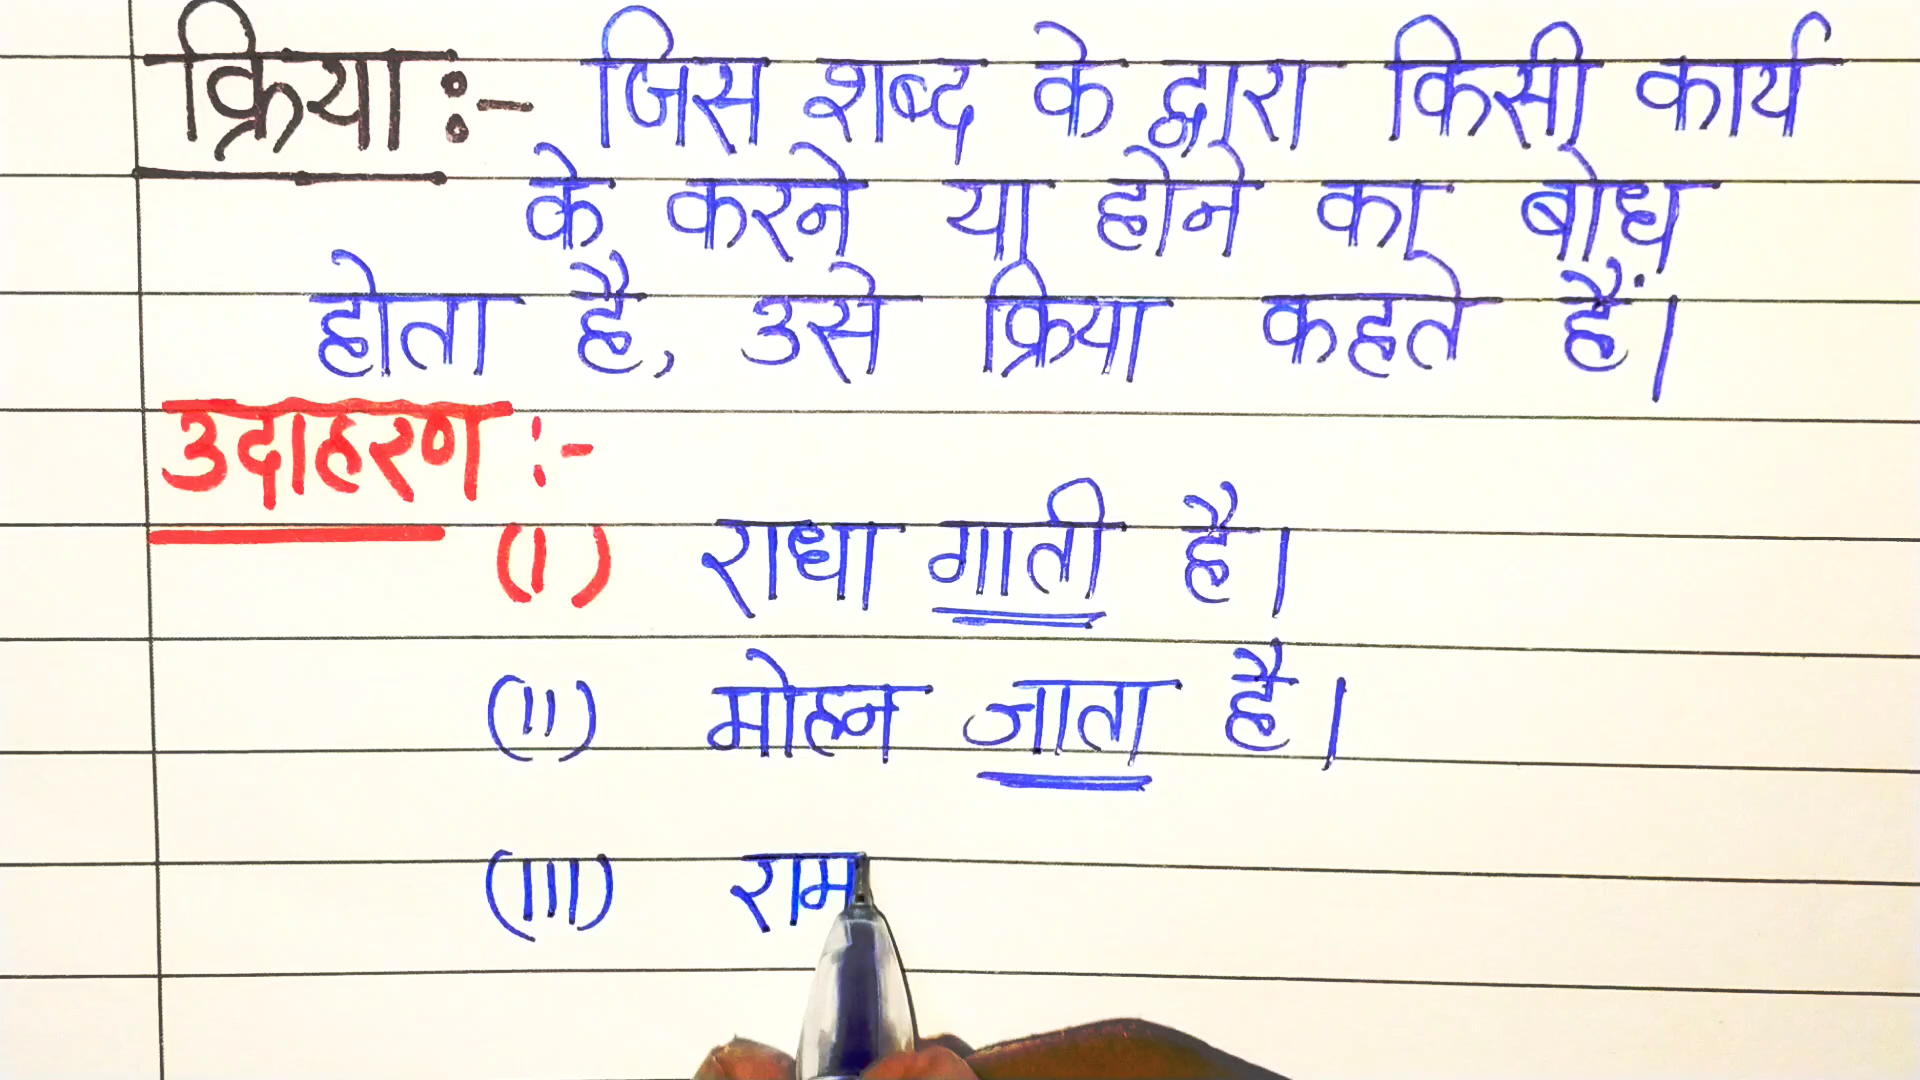 क्रिया :- जिस शब्द के द्वारा किसी कार्य
के करने या होने का बोध
होता है, उसे क्रिया कहते हैं।
उदाहरण :-
(I) राधा गाती है।
(II) मोहन जाता है।
(III) राम